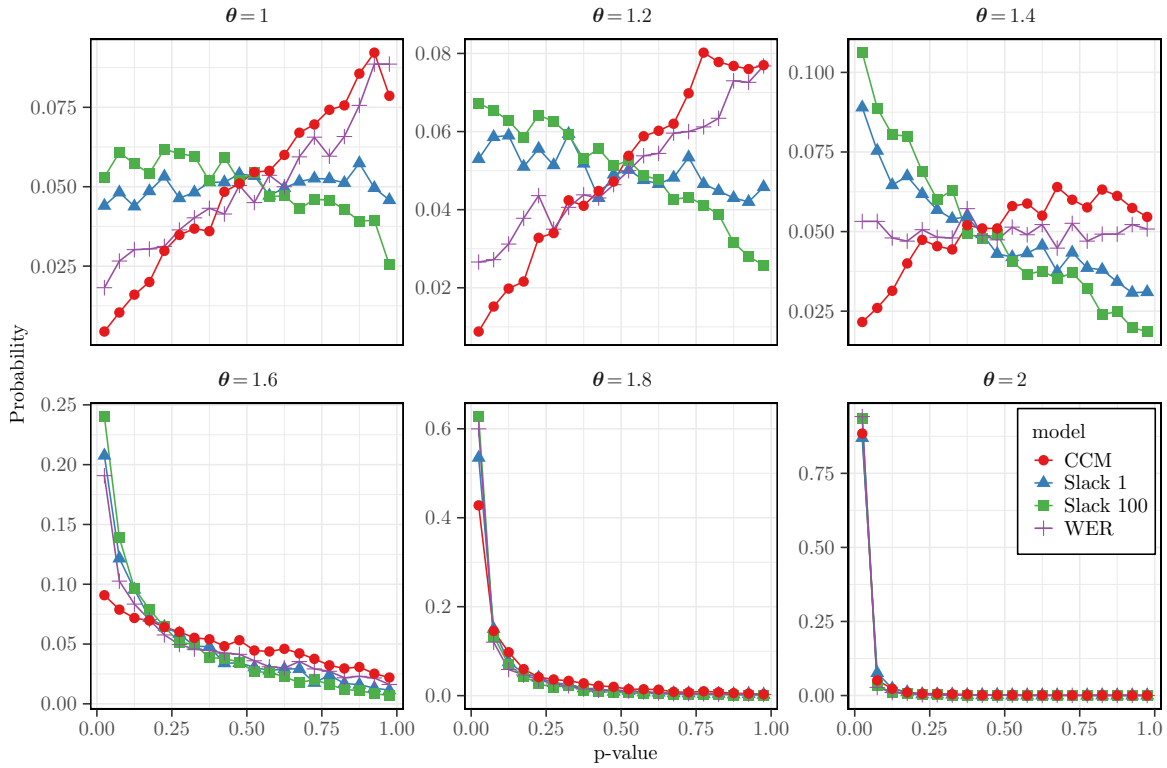 θ = 1
θ = 1.2
θ = 1.4
0.075
0.050
0.025
0.08
0.06
0.04
0.02
0.100
0.075
0.050
0.025
Probability
θ = 1.6
θ = 1.8
θ = 2
0.25
0.20
0.15
0.10
0.05
0.00
0.6
0.4
0.2
0.0
0.75
0.50
0.25
0.00
model
CCM
Slack 1
Slack 100
WER
0.00 0.25 0.50 0.75 1.00
0.00 0.25 0.50 0.75 1.00
0.00 0.25 0.50 0.75 1.00
p-value